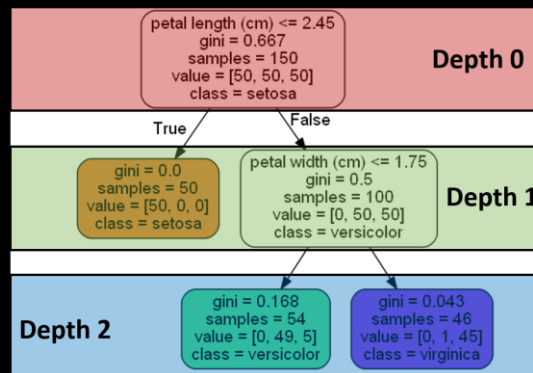 petal length (cm) <= 2.45
gini = 0.667
samples = 150
value = [50, 50, 50]
class = setosa
Depth 0
True
False
gini = 0.0
samples = 50
value = [50, 0, 0]
class = setosa
petal width (cm) <= 1.75
gini = 0.5
samples = 100
value = [0, 50, 50]
class = versicolor
Depth 1
Depth 2
gini = 0.168
samples = 54
value = [0, 49, 5]
class = versicolor
gini = 0.043
samples = 46
value = [0, 1, 45]
class = virginica